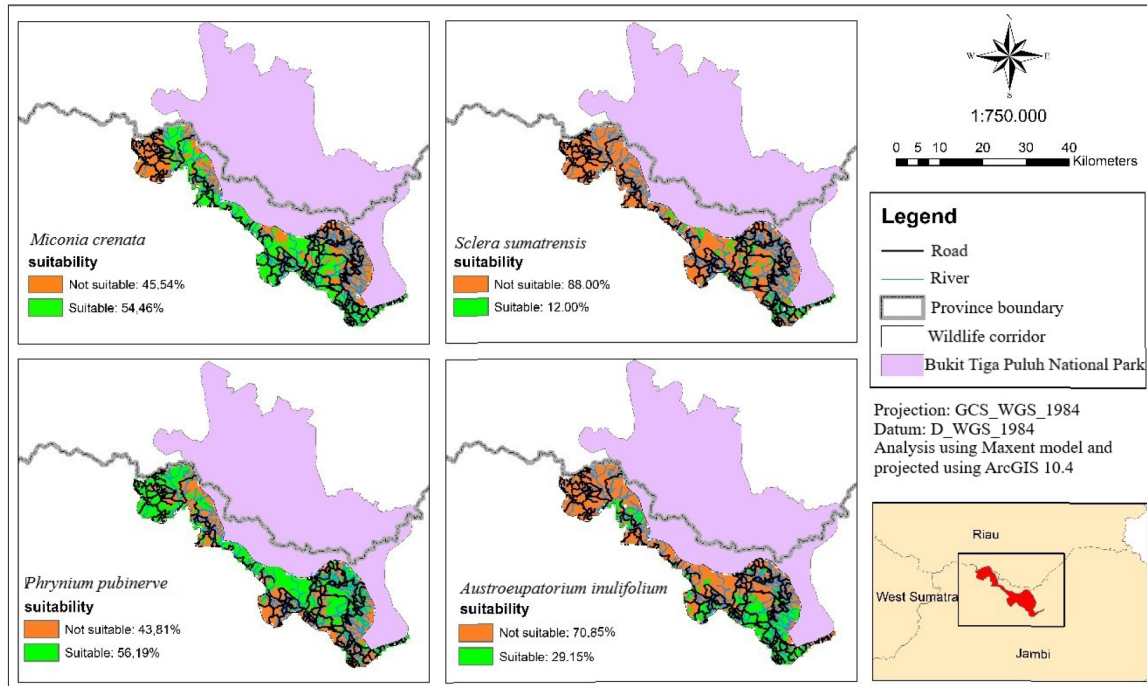 Miconia crenata
suitability
Not suitable: 45,54%
Suitable: 54,46%
Sclera sumatrensis
suitability
Not suitable: 88.00%
Suitable: 12.00%
Phrynium pubinerve
suitability
Not suitable: 43,81%
Suitable: 56,19%
Austroeupatorium inulifolium
suitability
Not suitable: 70.85%
Suitable: 29.15%
N
W E
S
1:750.000
0 5 10 20 30 40
Kilometers
Legend
Road
River
Province boundary
Wildlife corridor
Bukit Tiga Puluh National Park
Projection: GCS_WGS_1984
Datum: D_WGS_1984
Analysis using Maxent model and
projected using ArcGIS 10.4
Riau
West Sumatra
Jambi